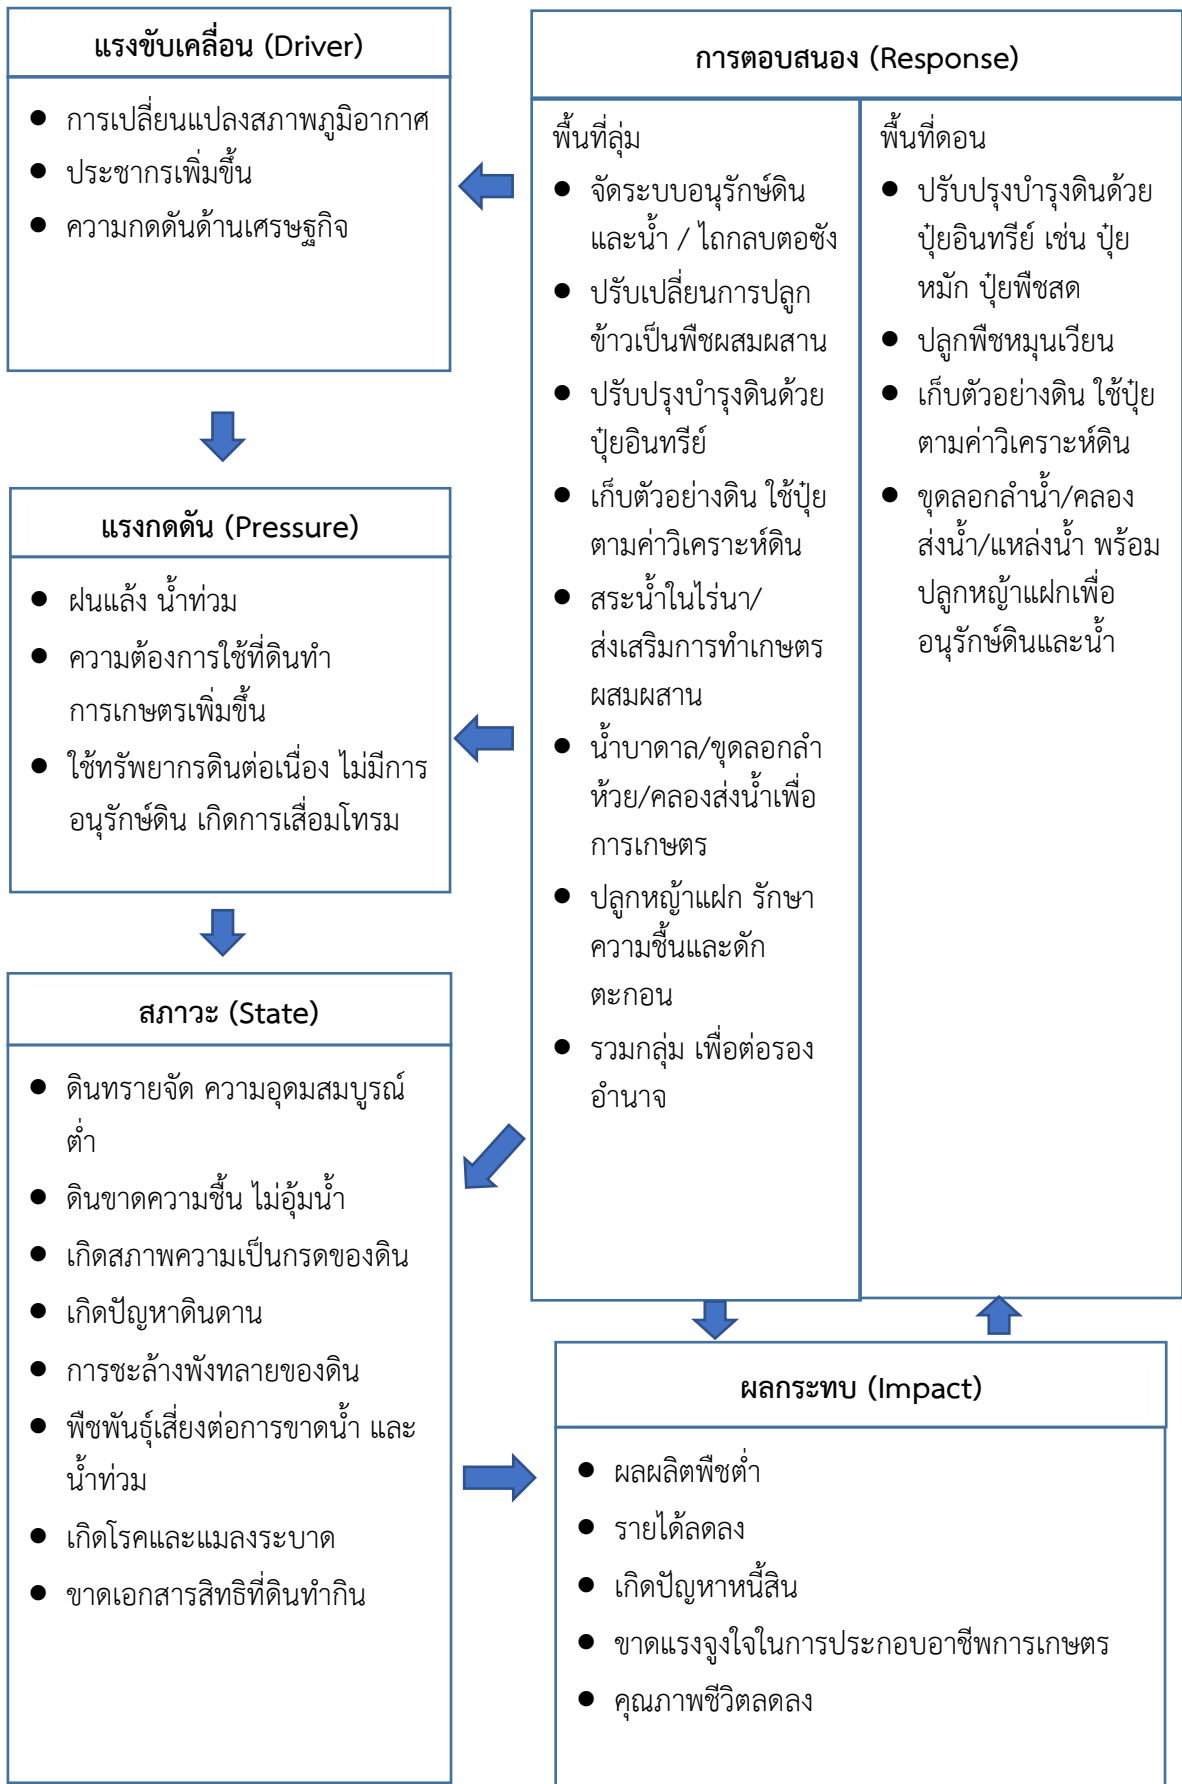 แรงขับเคลื่อน (Driver)
● การเปลี่ยนแปลงสภาพภูมิอากาศ
● ประชากรเพิ่มขึ้น
● ความกดดันด้านเศรษฐกิจ
แรงกดดัน (Pressure)
● ฝนแล้ง น้ำท่วม
● ความต้องการใช้ที่ดินทำ
การเกษตรเพิ่มขึ้น
● ใช้ทรัพยากรดินต่อเนื่อง ไม่มีการ
อนุรักษ์ดิน เกิดการเสื่อมโทรม
สภาวะ (State)
● ดินทรายจัด ความอุดมสมบูรณ์
ต่ำ
● ดินขาดความชื้น ไม่อุ้มน้ำ
● เกิดสภาพความเป็นกรดของดิน
● เกิดปัญหาดินดาน
● การชะล้างพังทลายของดิน
● พืชพันธุ์เสี่ยงต่อการขาดน้ำ และ
น้ำท่วม
● เกิดโรคและแมลงระบาด
● ขาดเอกสารสิทธิที่ดินทำกิน
การตอบสนอง (Response)
พื้นที่ลุ่ม
● จัดระบบอนุรักษ์ดิน
และน้ำ / ไถกลบตอซัง
● ปรับเปลี่ยนการปลูก
ข้าวเป็นพืชผสมผสาน
● ปรับปรุงบำรุงดินด้วย
ปุ๋ยอินทรีย์
● เก็บตัวอย่างดิน ใช้ปุ๋ย
ตามค่าวิเคราะห์ดิน
● สระน้ำในไร่นา/
ส่งเสริมการทำเกษตร
ผสมผสาน
● น้ำบาดาล/ขุดลอกลำ
ห้วย/คลองส่งน้ำเพื่อ
การเกษตร
● ปลูกหญ้าแฝก รักษา
ความชื้นและดัก
ตะกอน
● รวมกลุ่ม เพื่อต่อรอง
อำนาจ
พื้นที่ดอน
● ปรับปรุงบำรุงดินด้วย
ปุ๋ยอินทรีย์ เช่น ปุ๋ย
หมัก ปุ๋ยพืชสด
● ปลูกพืชหมุนเวียน
● เก็บตัวอย่างดิน ใช้ปุ๋ย
ตามค่าวิเคราะห์ดิน
● ขุดลอกลำน้ำ/คลอง
ส่งน้ำ/แหล่งน้ำ พร้อม
ปลูกหญ้าแฝกเพื่อ
อนุรักษ์ดินและน้ำ
ผลกระทบ (Impact)
● ผลผลิตพืชต่ำ
● รายได้ลดลง
● เกิดปัญหาหนี้สิน
● ขาดแรงจูงใจในการประกอบอาชีพการเกษตร
● คุณภาพชีวิตลดลง